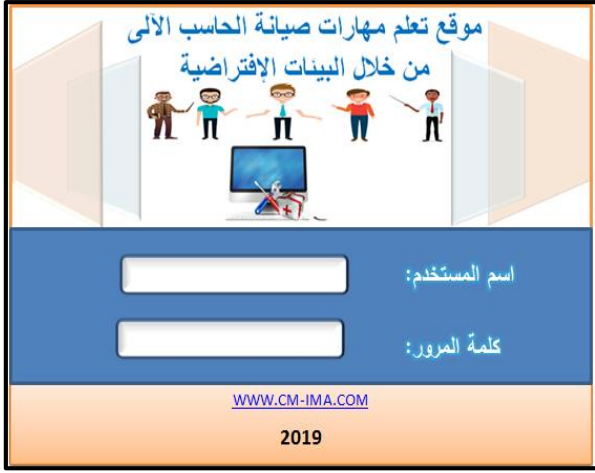 موقع تعلم مهارات صيانة الحاسب الآلى
من خلال البيئات الإفتراضية
اسم المستخدم:
كلمة المرور:
WWW.CM-IMA.COM
2019